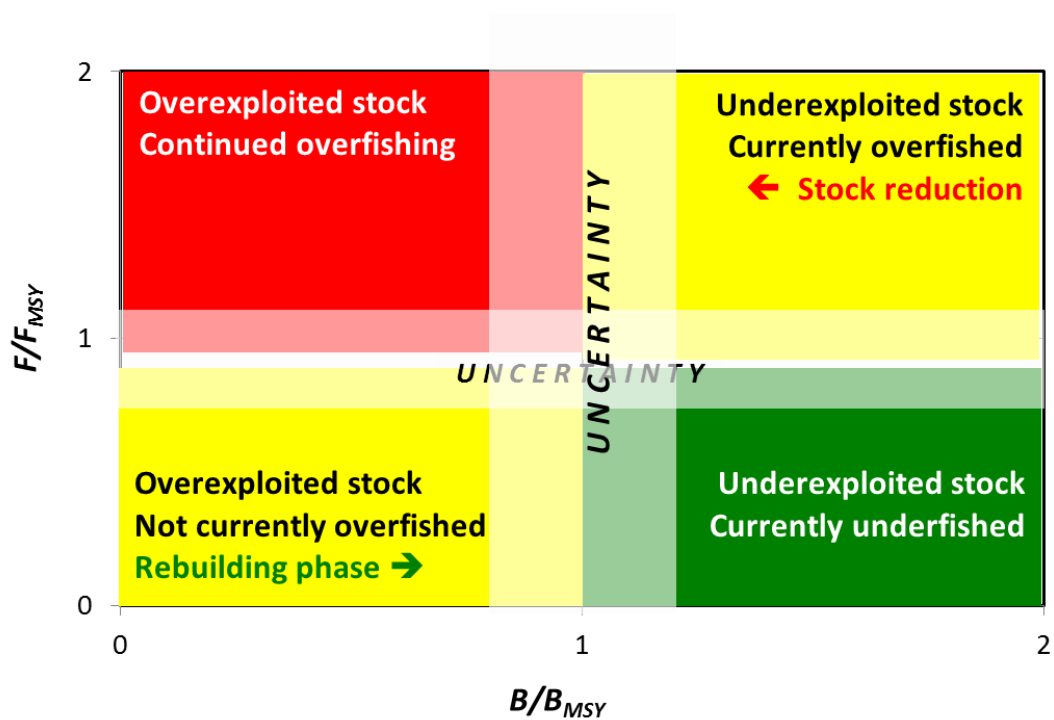 2
Overexploited stock
Continued overfishing
Underexploited stock
Currently overfished
← Stock reduction
UNCERTAINTY
F/FMSY
1
UNCERTAINTY
Overexploited stock
Not currently overfished
Rebuilding phase →
Underexploited stock
Currently underfished
0
0
1
2
B/BMSY